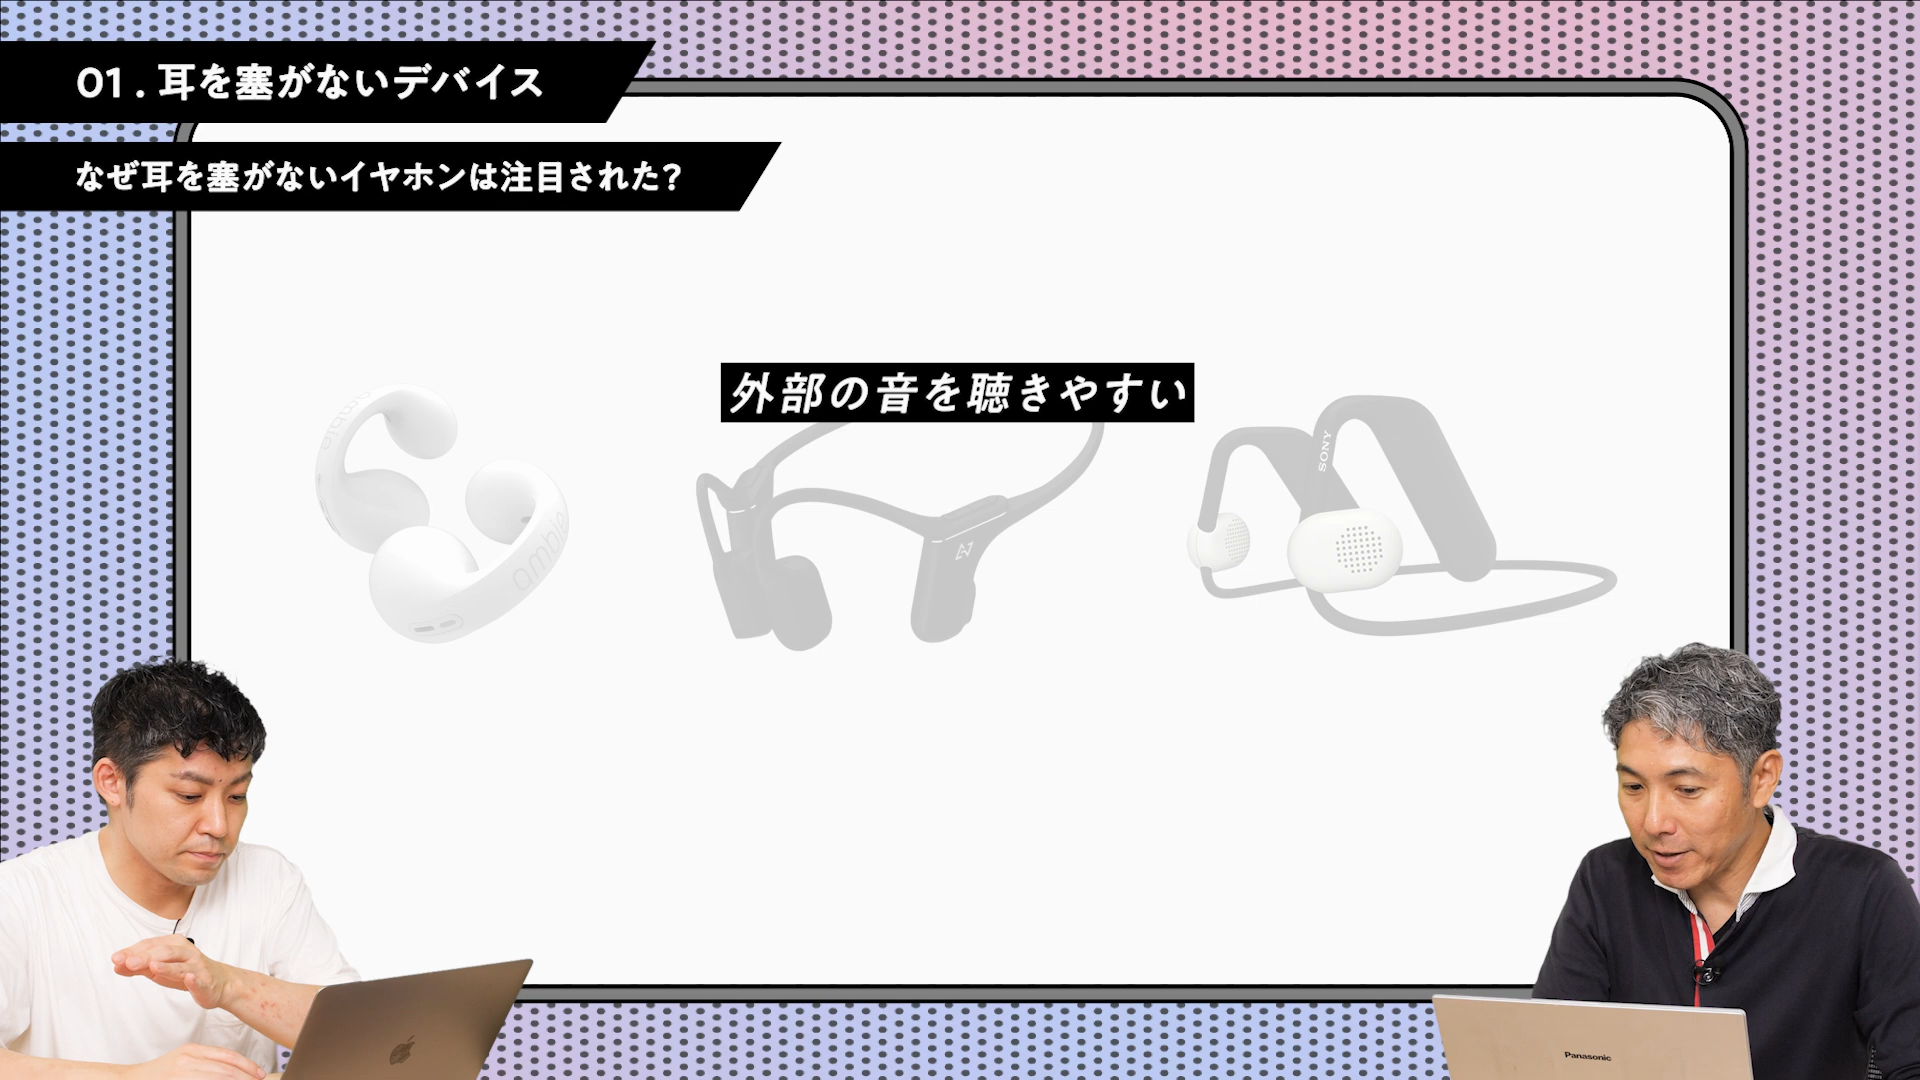 01. 耳を塞がないデバイス
なぜ耳を塞がないイヤホンは注目された？
外部の音を聴きやすい
ambie
ambie
SONY
Panasonic